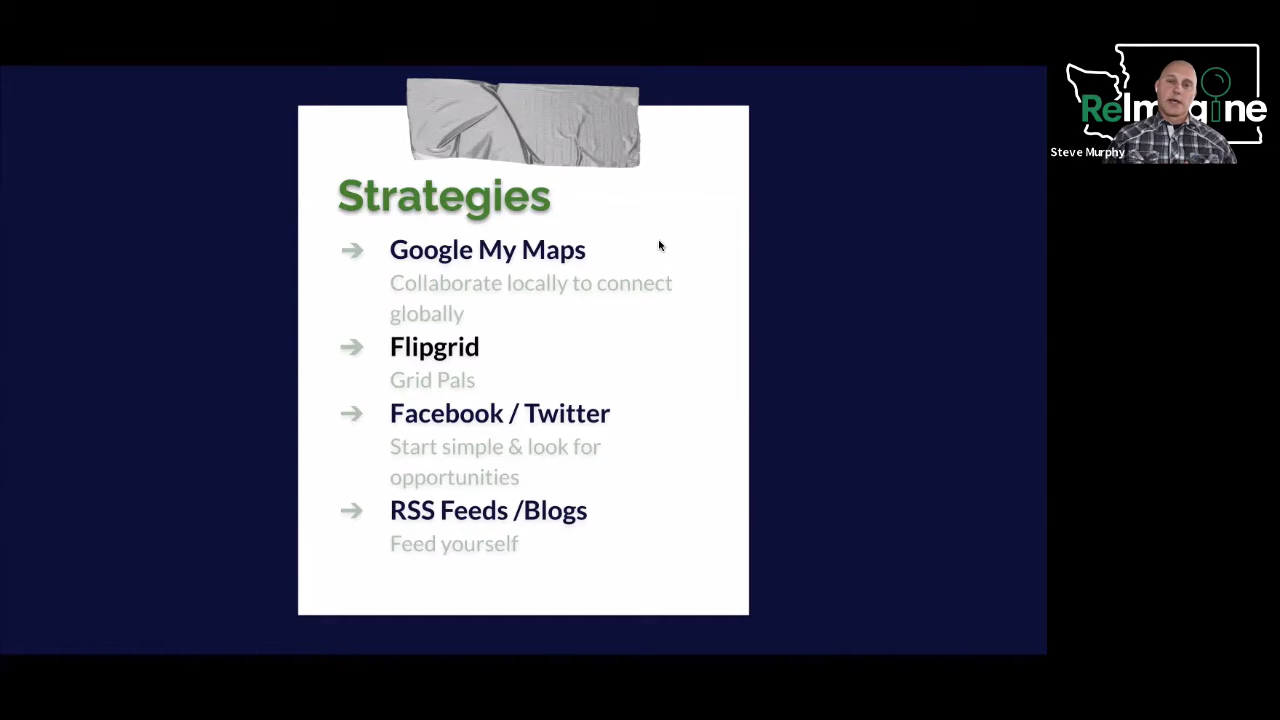 Strategies
➔ Google My Maps
Collaborate locally to connect
globally
➔ Flipgrid
Grid Pals
➔ Facebook / Twitter
Start simple & look for
opportunities
➔ RSS Feeds /Blogs
Feed yourself
ReImagine
Steve Murphy